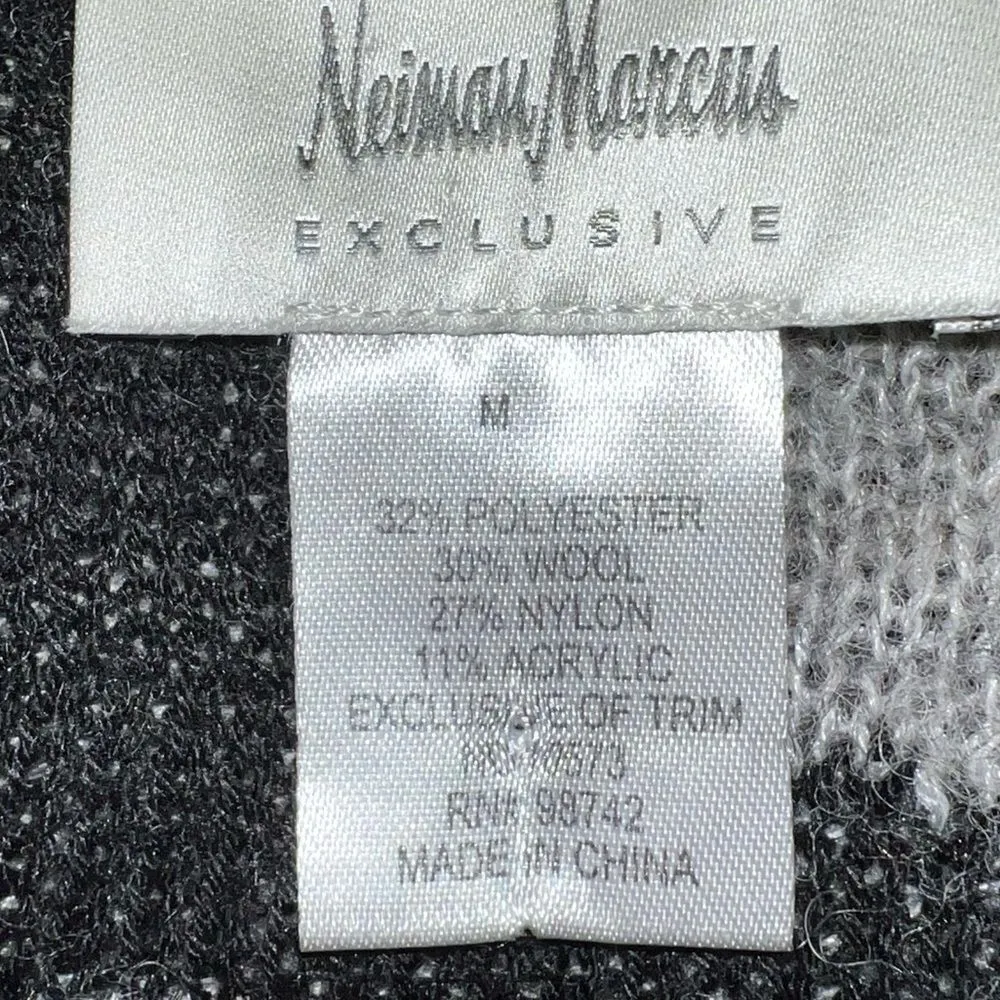 Neiman Marcus
EXCLUSIVE
M
32% POLYESTER
30% WOOL
27% NYLON
11% ACRYLIC
EXCLUSIVE OF TRIM
RN# 98742
MADE IN CHINA